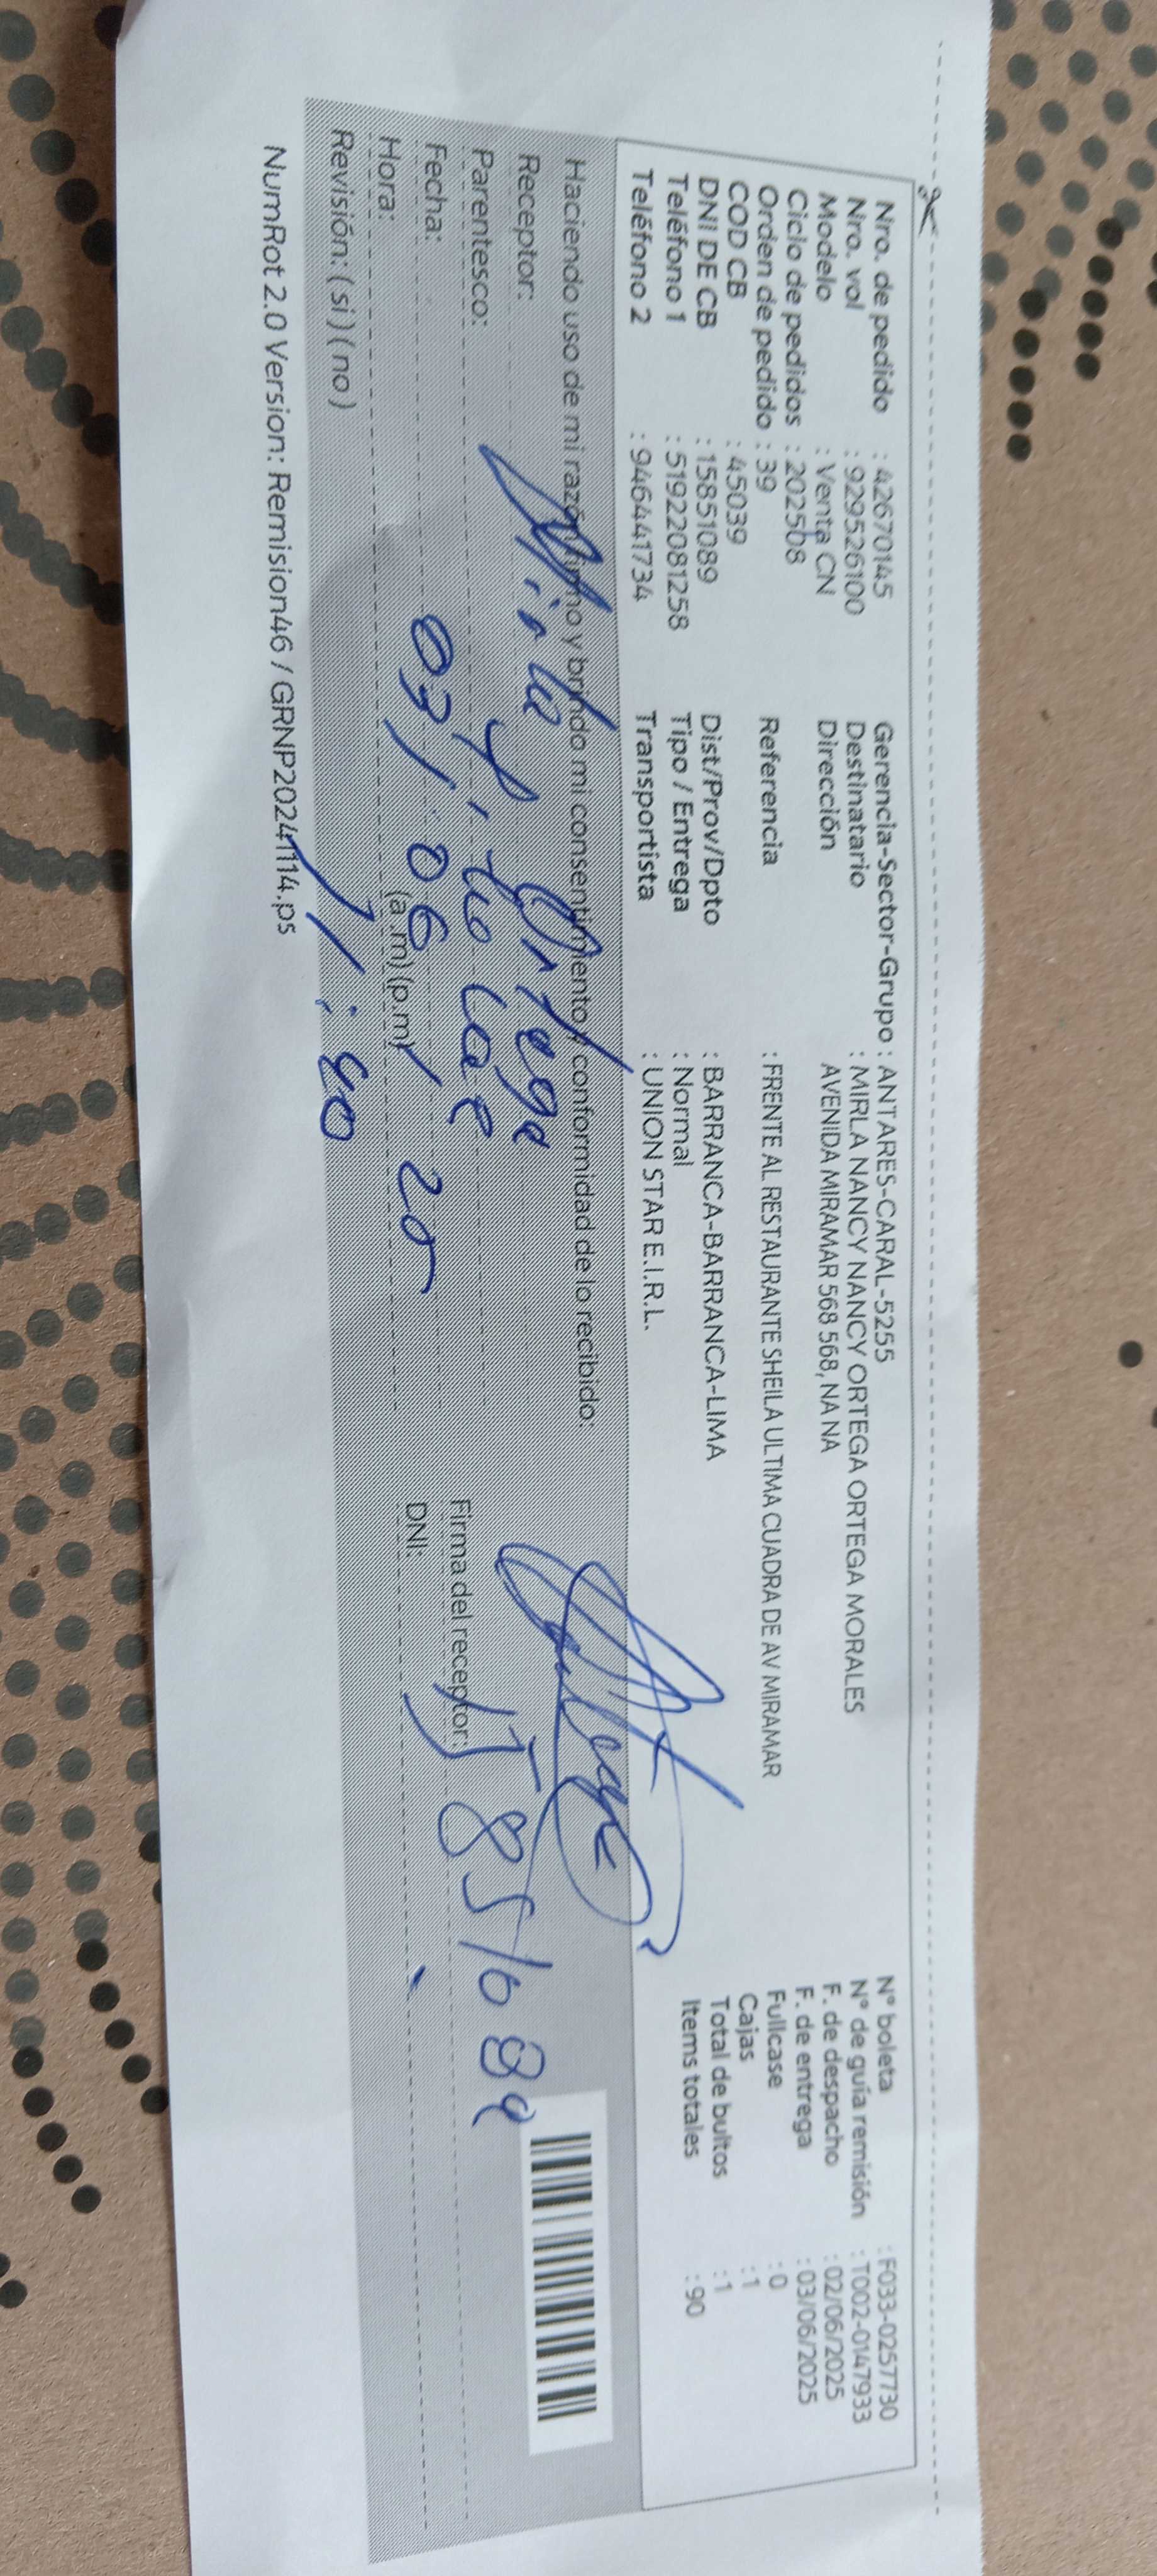 Nro. de pedido : 42670145
Nro. vol : 929526100
Modelo : Venta CN
Ciclo de pedidos : 202508
Orden de pedido : 39
COD CB : 45039
DNI DE CB : 15851089
Teléfono 1 : 51922081258
Teléfono 2 : 946441734
Gerencia-Sector-Grupo : ANTARES-CARAL-5255
Destinatario : MIRLA NANCY NANCY ORTEGA ORTEGA MORALES
Dirección AVENIDA MIRAMAR 568 568, NA NA
Referencia : FRENTE AL RESTAURANTE SHEILA ULTIMA CUADRA DE AV MIRAMAR
Dist/Prov/Dpto : BARRANCA-BARRANCA-LIMA
Tipo / Entrega : Normal
Transportista : UNION STAR E.I.R.L.
N° boleta : F033-0257730
N° de guía remisión : T002-0147933
F. de despacho : 02/06/2025
F. de entrega : 03/06/2025
Fullcase : 0
Cajas : 1
Total de bultos : 1
Items totales : 90
Haciendo uso de mi razón firmo y brindo mi consentimiento y conformidad de lo recibido:
Receptor: Mirla Ortega
Parentesco: Titular
Fecha: 03/06/25
Hora: (a.m) (p.m) 1:40
Revisión: ( si ) ( no )
Firma del receptor:
DNI: 15851089
NumRot 2.0 Version: Remision46 / GRNP20241114.ps